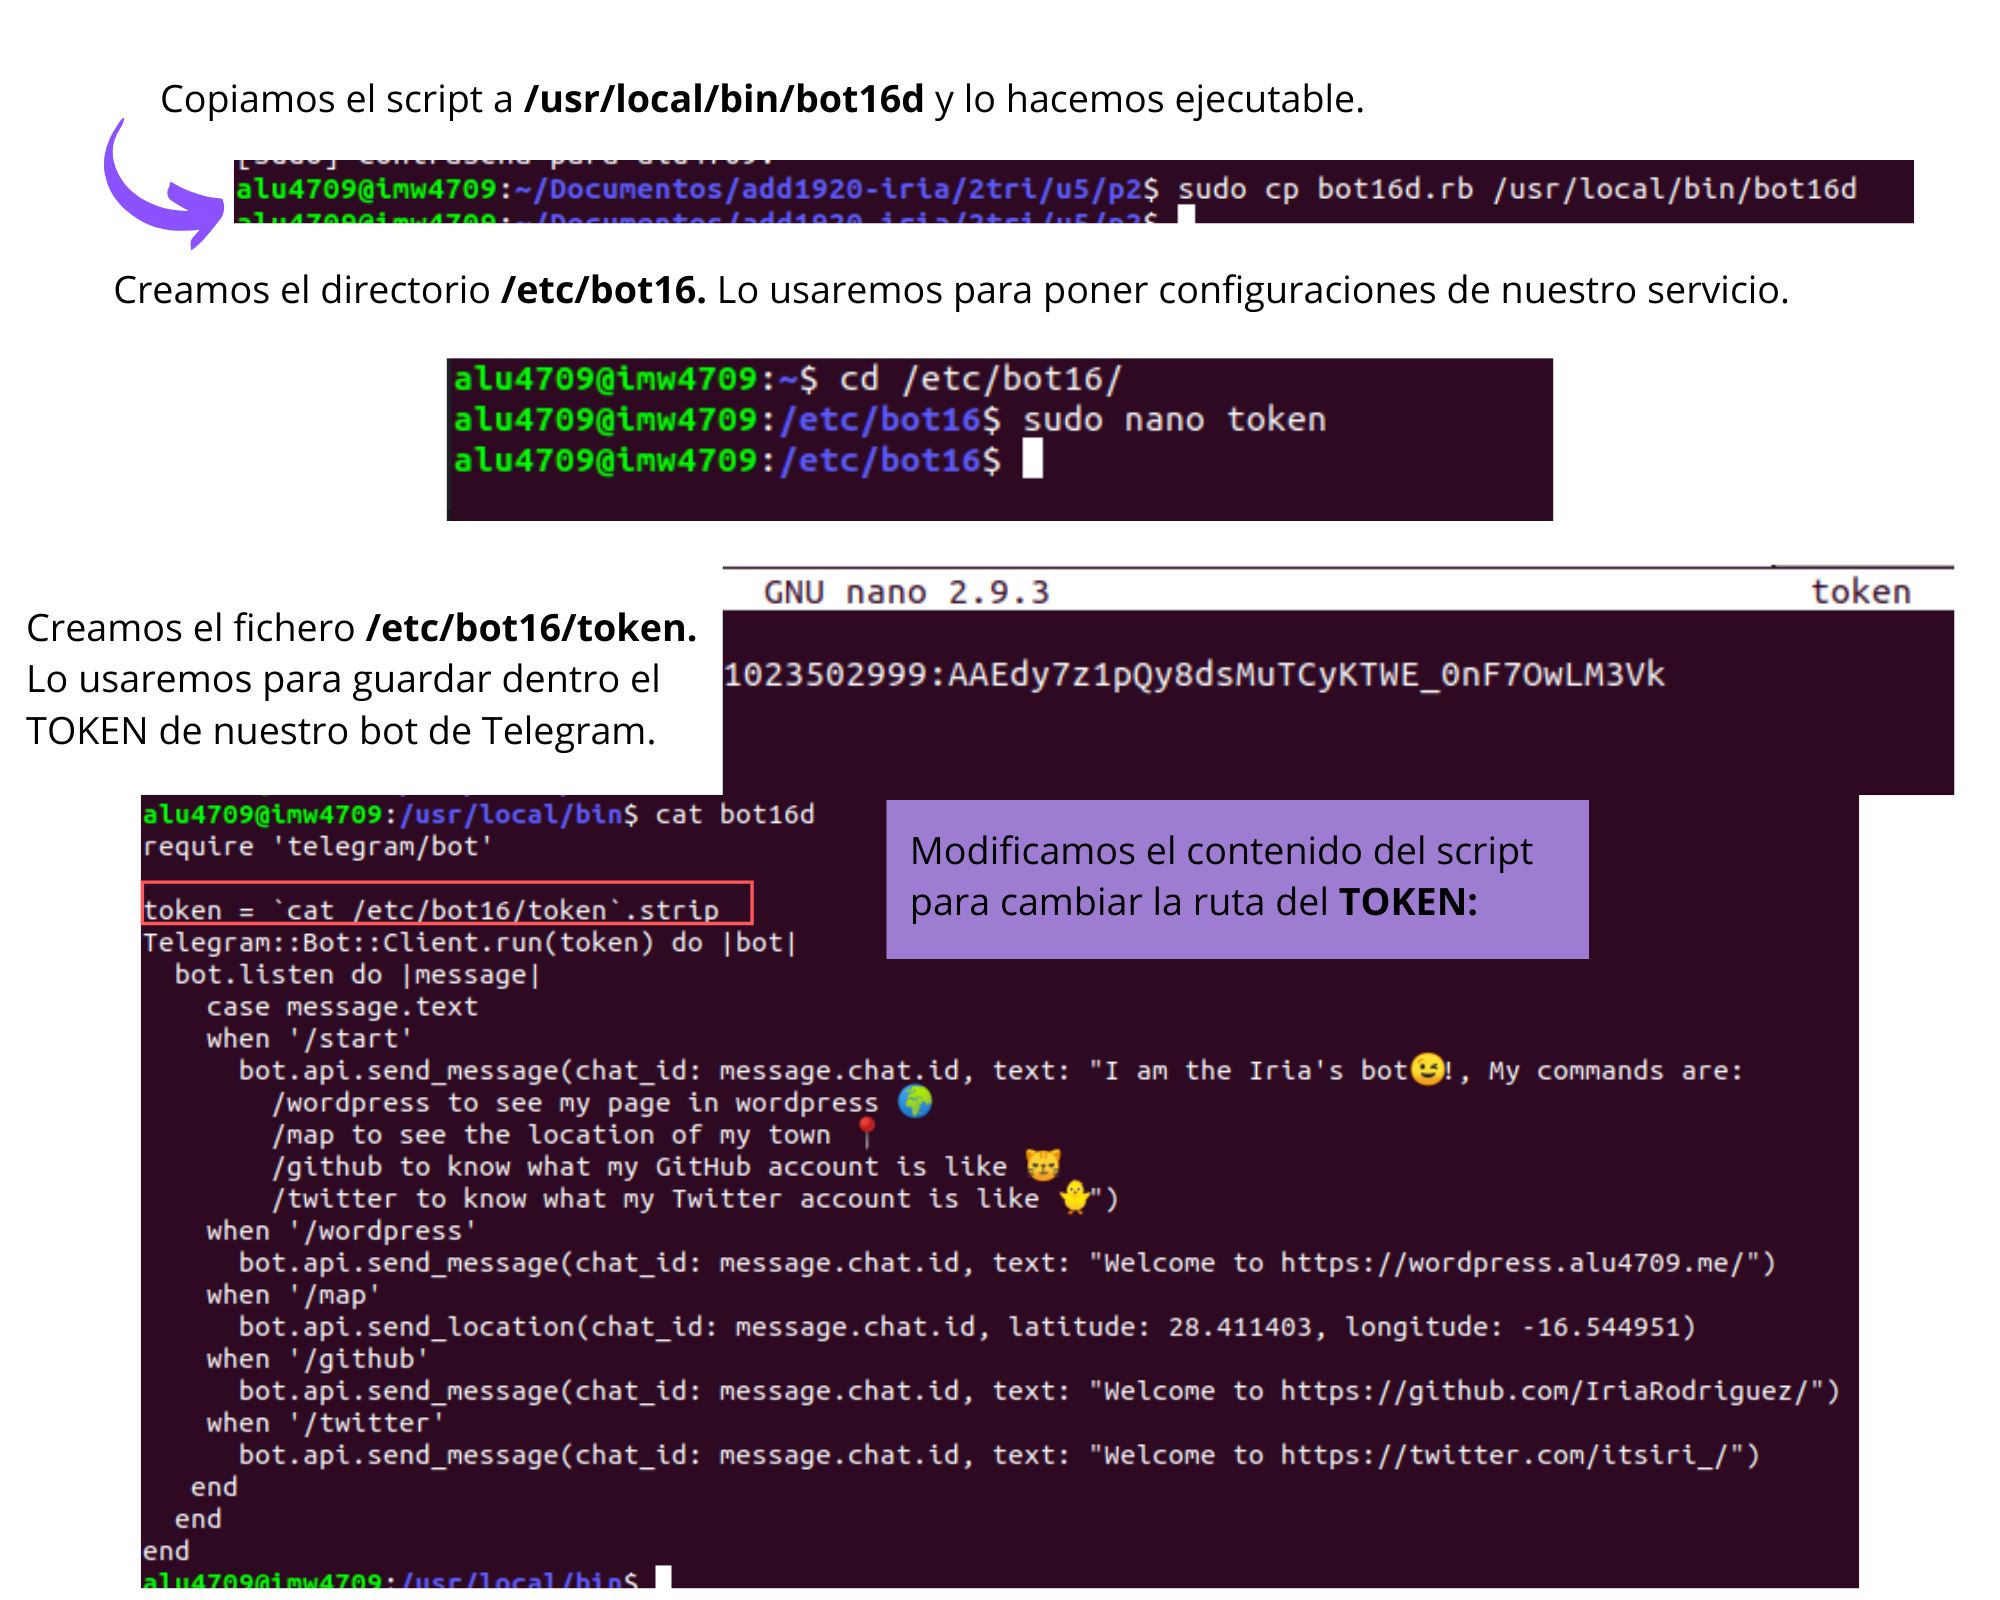 Copiamos el script a /usr/local/bin/bot16d y lo hacemos ejecutable.
[sudo] contraseña para alu4709:
alu4709@imw4709:~/Documentos/add1920-iria/2tri/u5/p2$ sudo cp bot16d.rb /usr/local/bin/bot16d
alu4709@imw4709:~/Documentos/add1920-iria/2tri/u5/p2$
Creamos el directorio /etc/bot16. Lo usaremos para poner configuraciones de nuestro servicio.
alu4709@imw4709:~$ cd /etc/bot16/
alu4709@imw4709:/etc/bot16$ sudo nano token
alu4709@imw4709:/etc/bot16$
GNU nano 2.9.3 token
Creamos el fichero /etc/bot16/token.
Lo usaremos para guardar dentro el
TOKEN de nuestro bot de Telegram.
1023502999:AAEdy7z1pQy8dsMuTCyKTWE_0nF7OwLM3Vk
alu4709@imw4709:/usr/local/bin$ cat bot16d
require 'telegram/bot'
Modificamos el contenido del script
para cambiar la ruta del TOKEN:
token = `cat /etc/bot16/token`.strip
Telegram::Bot::Client.run(token) do |bot|
  bot.listen do |message|
    case message.text
    when '/start'
      bot.api.send_message(chat_id: message.chat.id, text: "I am the Iria's bot😉!, My commands are:
        /wordpress to see my page in wordpress 🌍
        /map to see the location of my town 📍
        /github to know what my GitHub account is like 😼
        /twitter to know what my Twitter account is like 🐥")
    when '/wordpress'
      bot.api.send_message(chat_id: message.chat.id, text: "Welcome to https://wordpress.alu4709.me/")
    when '/map'
      bot.api.send_location(chat_id: message.chat.id, latitude: 28.411403, longitude: -16.544951)
    when '/github'
      bot.api.send_message(chat_id: message.chat.id, text: "Welcome to https://github.com/IriaRodriguez/")
    when '/twitter'
      bot.api.send_message(chat_id: message.chat.id, text: "Welcome to https://twitter.com/itsiri_/")
   end
  end
end
alu4709@imw4709:/usr/local/bin$